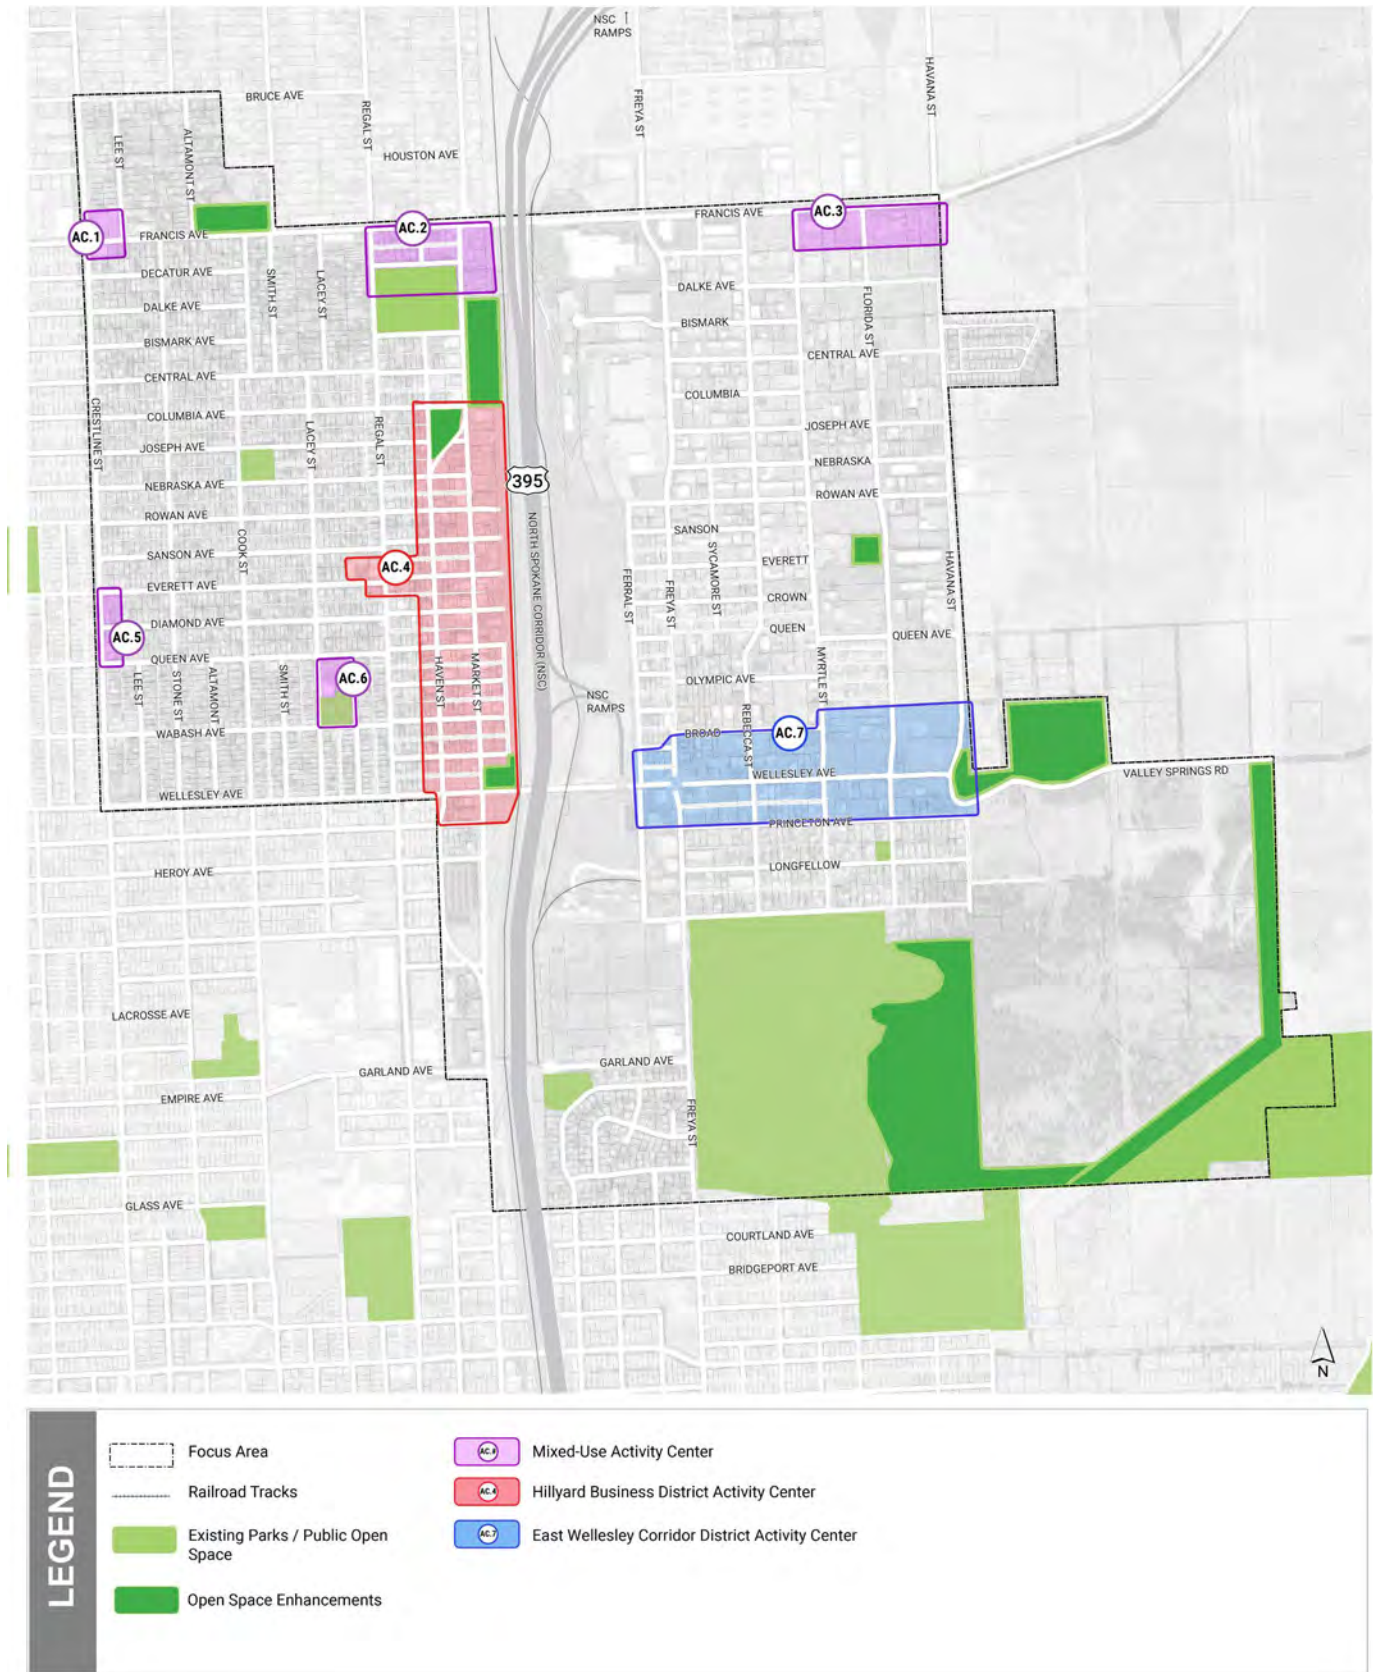 NSC
RAMPS
HAVANA ST
BRUCE AVE
FREYA ST
REGAL ST
LEE ST
ALTAMONT ST
HOUSTON AVE
AC.1
FRANCIS AVE
AC.2
FRANCIS AVE
AC.3
DECATUR AVE
SMITH ST
LACEY ST
DALKE AVE
DALKE AVE
FLORIDA ST
BISMARK AVE
BISMARK
CENTRAL AVE
CENTRAL AVE
COLUMBIA
CRESTLINE ST
COLUMBIA AVE
LACEY ST
REGAL ST
JOSEPH AVE
JOSEPH AVE
NEBRASKA AVE
395
NEBRASKA
ROWAN AVE
ROWAN AVE
NORTH SPOKANE CORRIDOR (NSC)
SANSON
COOK ST
SANSON AVE
SYCAMORE ST
EVERETT
HAVANA ST
AC.4
EVERETT AVE
FERRAL ST
FREYA ST
CROWN
DIAMOND AVE
QUEEN
QUEEN AVE
AC.5
QUEEN AVE
LEE ST
STONE ST
ALTAMONT
SMITH ST
AC.6
HAVEN ST
MARKET ST
OLYMPIC AVE
MYRTLE ST
NSC
RAMPS
REBECCA ST
WABASH AVE
BROAD
AC.7
WELLESLEY AVE
VALLEY SPRINGS RD
WELLESLEY AVE
PRINCETON AVE
HEROY AVE
LONGFELLOW
LACROSSE AVE
GARLAND AVE
GARLAND AVE
EMPIRE AVE
FREYA ST
GLASS AVE
COURTLAND AVE
BRIDGEPORT AVE
N
LEGEND
Focus Area
Railroad Tracks
Existing Parks / Public Open
Space
Open Space Enhancements
AC.#
Mixed-Use Activity Center
AC.4
Hillyard Business District Activity Center
AC.7
East Wellesley Corridor District Activity Center